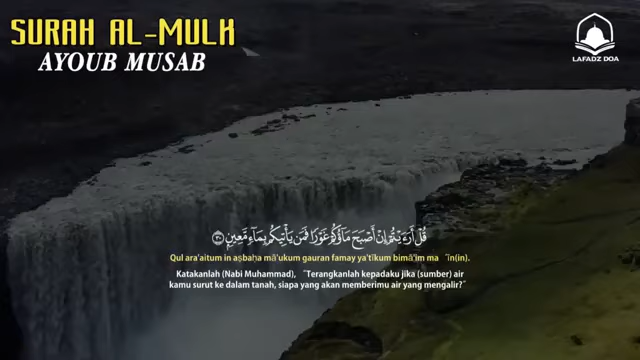 SURAH AL-MULK
AYOUB MUSAB
LAFADZ DOA
قُلْ أَرَءَيْتُمْ إِنْ أَصْبَحَ مَآؤُكُمْ غَوْرًا فَمَن يَأْتِيكُم بِمَآءٍ مَّعِينٍ ۝٣٠
Qul ara'aitum in aṣbaḥa mā'ukum gauran famay ya'tīkum bimā'im ma‘īn(in).
Katakanlah (Nabi Muhammad), “Terangkanlah kepadaku jika (sumber) air
kamu surut ke dalam tanah, siapa yang akan memberimu air yang mengalir?”